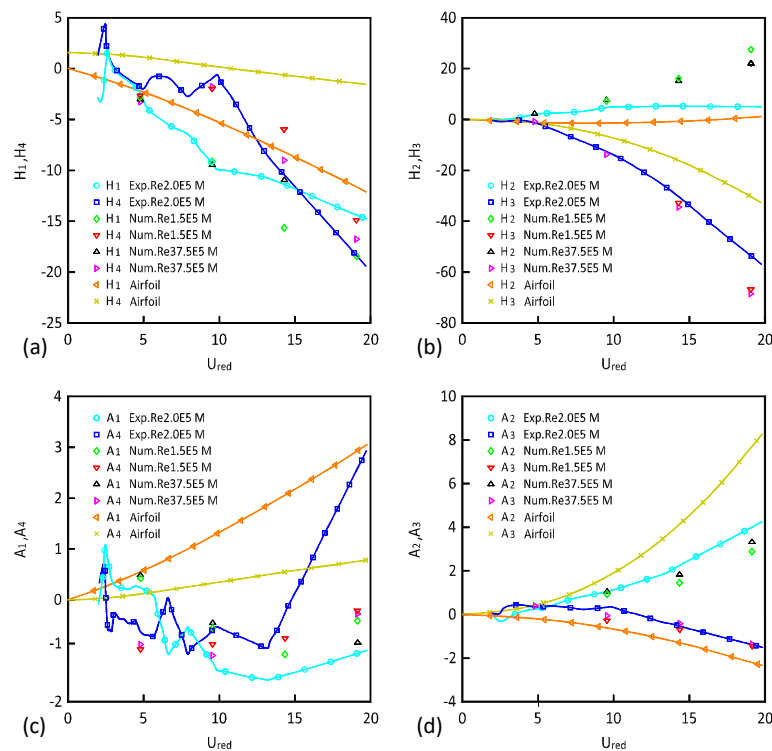 5
0
-5
-10
-15
-20
-25
H1,H4
H1 Exp.Re2.0E5 M
H4 Exp.Re2.0E5 M
H1 Num.Re1.5E5 M
H4 Num.Re1.5E5 M
H1 Num.Re37.5E5 M
H4 Num.Re37.5E5 M
H1 Airfoil
H4 Airfoil
0 5 10 15 20
Ured
(a)
80
60
40
20
0
-20
-40
-60
-80
H2,H3
H2 Exp.Re2.0E5 M
H3 Exp.Re2.0E5 M
H2 Num.Re1.5E5 M
H3 Num.Re1.5E5 M
H2 Num.Re37.5E5 M
H3 Num.Re37.5E5 M
H2 Airfoil
H3 Airfoil
0 5 10 15 20
Ured
(b)
4
3
2
1
0
-1
-2
A1,A4
A1 Exp.Re2.0E5 M
A4 Exp.Re2.0E5 M
A1 Num.Re1.5E5 M
A4 Num.Re1.5E5 M
A1 Num.Re37.5E5 M
A4 Num.Re37.5E5 M
A1 Airfoil
A4 Airfoil
0 5 10 15 20
Ured
(c)
10
8
6
4
2
0
-2
-4
A2,A3
A2 Exp.Re2.0E5 M
A3 Exp.Re2.0E5 M
A2 Num.Re1.5E5 M
A3 Num.Re1.5E5 M
A2 Num.Re37.5E5 M
A3 Num.Re37.5E5 M
A2 Airfoil
A3 Airfoil
0 5 10 15 20
Ured
(d)